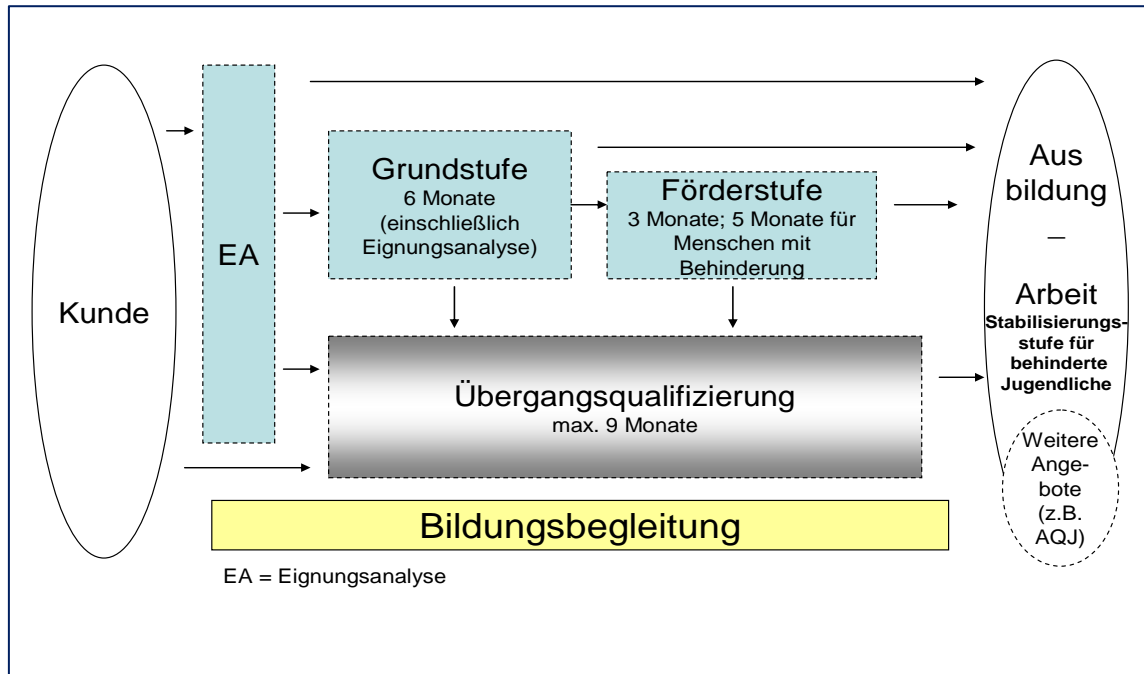 Kunde
EA
Grundstufe
6 Monate
(einschließlich
Eignungsanalyse)
Förderstufe
3 Monate; 5 Monate für
Menschen mit
Behinderung
Übergangsqualifizierung
max. 9 Monate
Aus
bildung
–
Arbeit
Stabilisierungs-
stufe für
behinderte
Jugendliche
Weitere
Ange-
bote
(z.B.
AQJ)
Bildungsbegleitung
EA = Eignungsanalyse